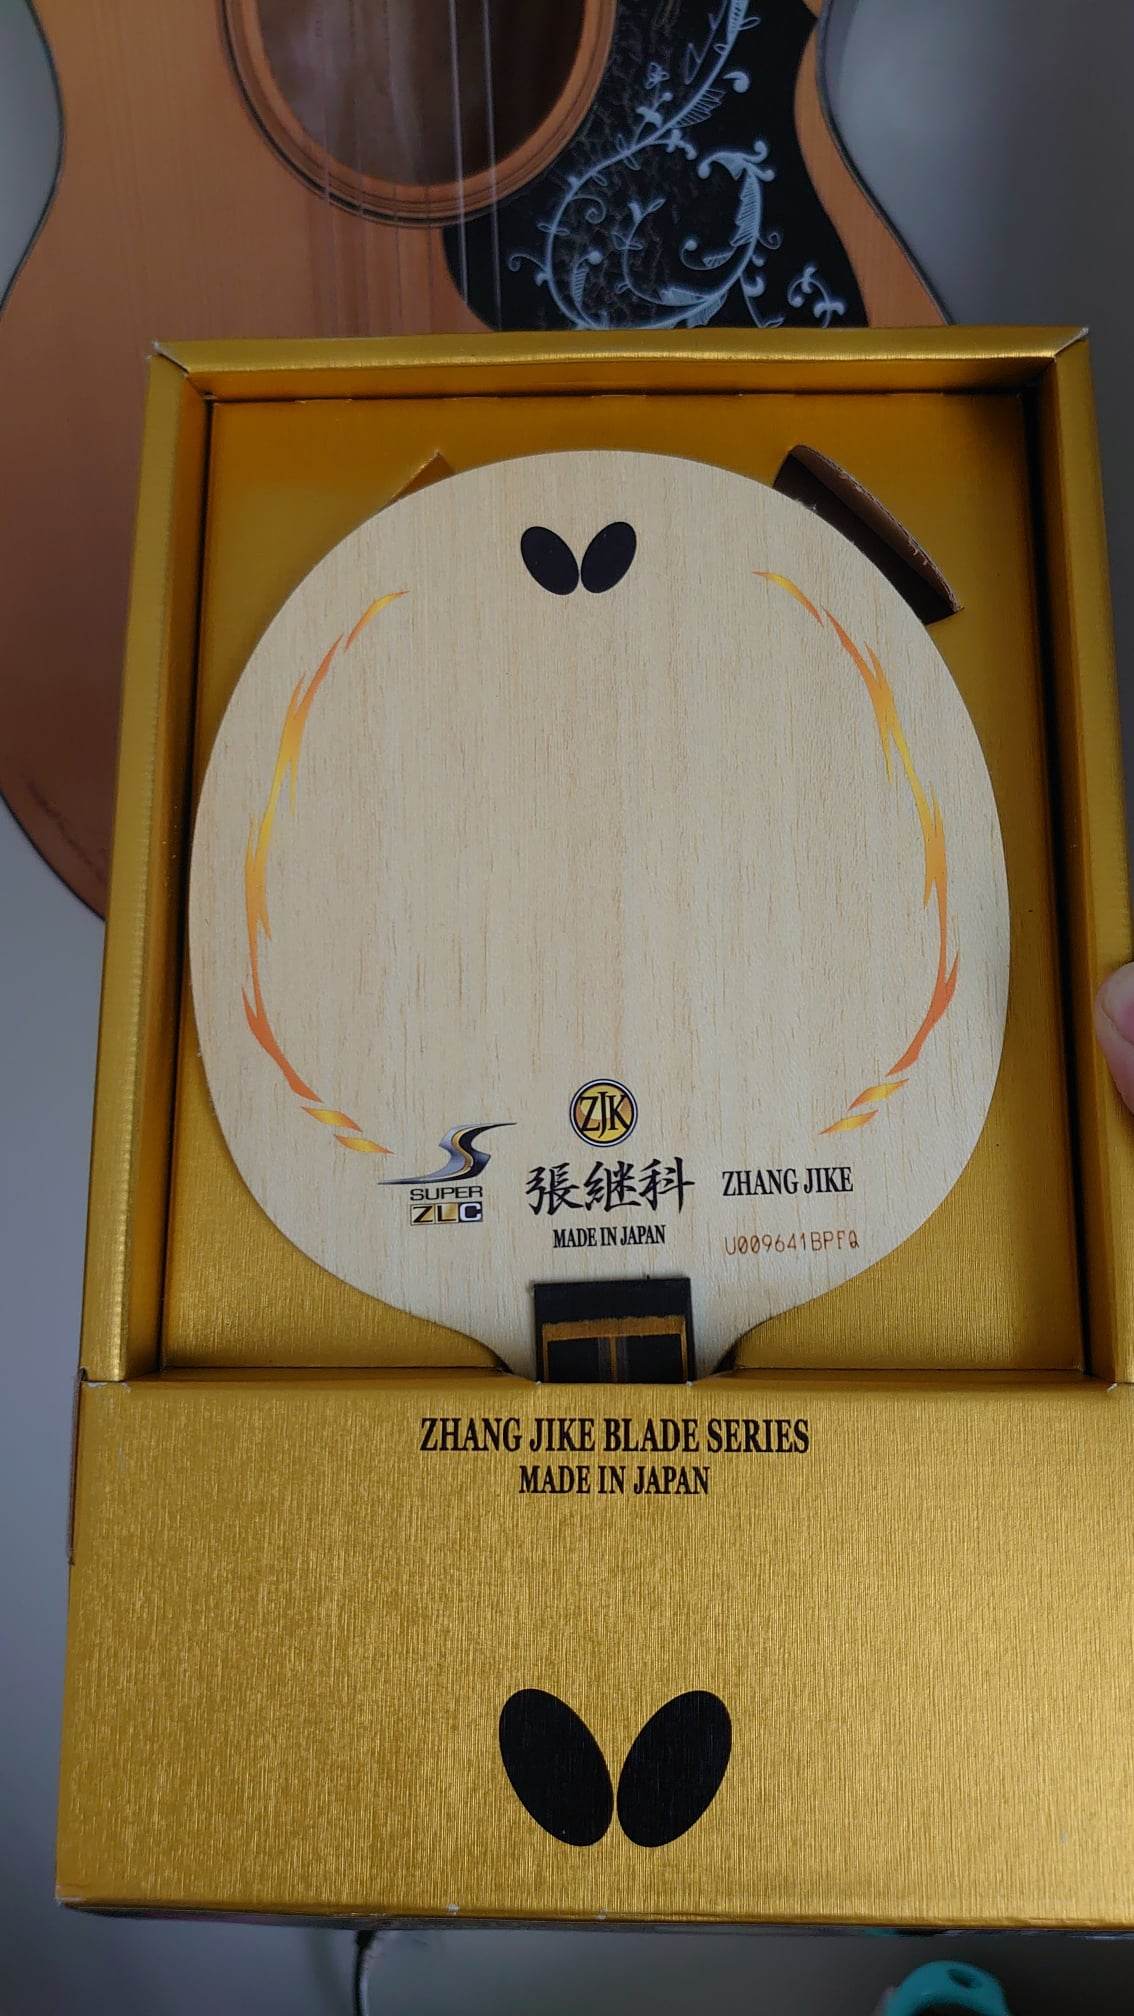 ZJK
SUPER
ZLC
張継科
MADE IN JAPAN
ZHANG JIKE
U009641BPFQ
ZHANG JIKE BLADE SERIES
MADE IN JAPAN